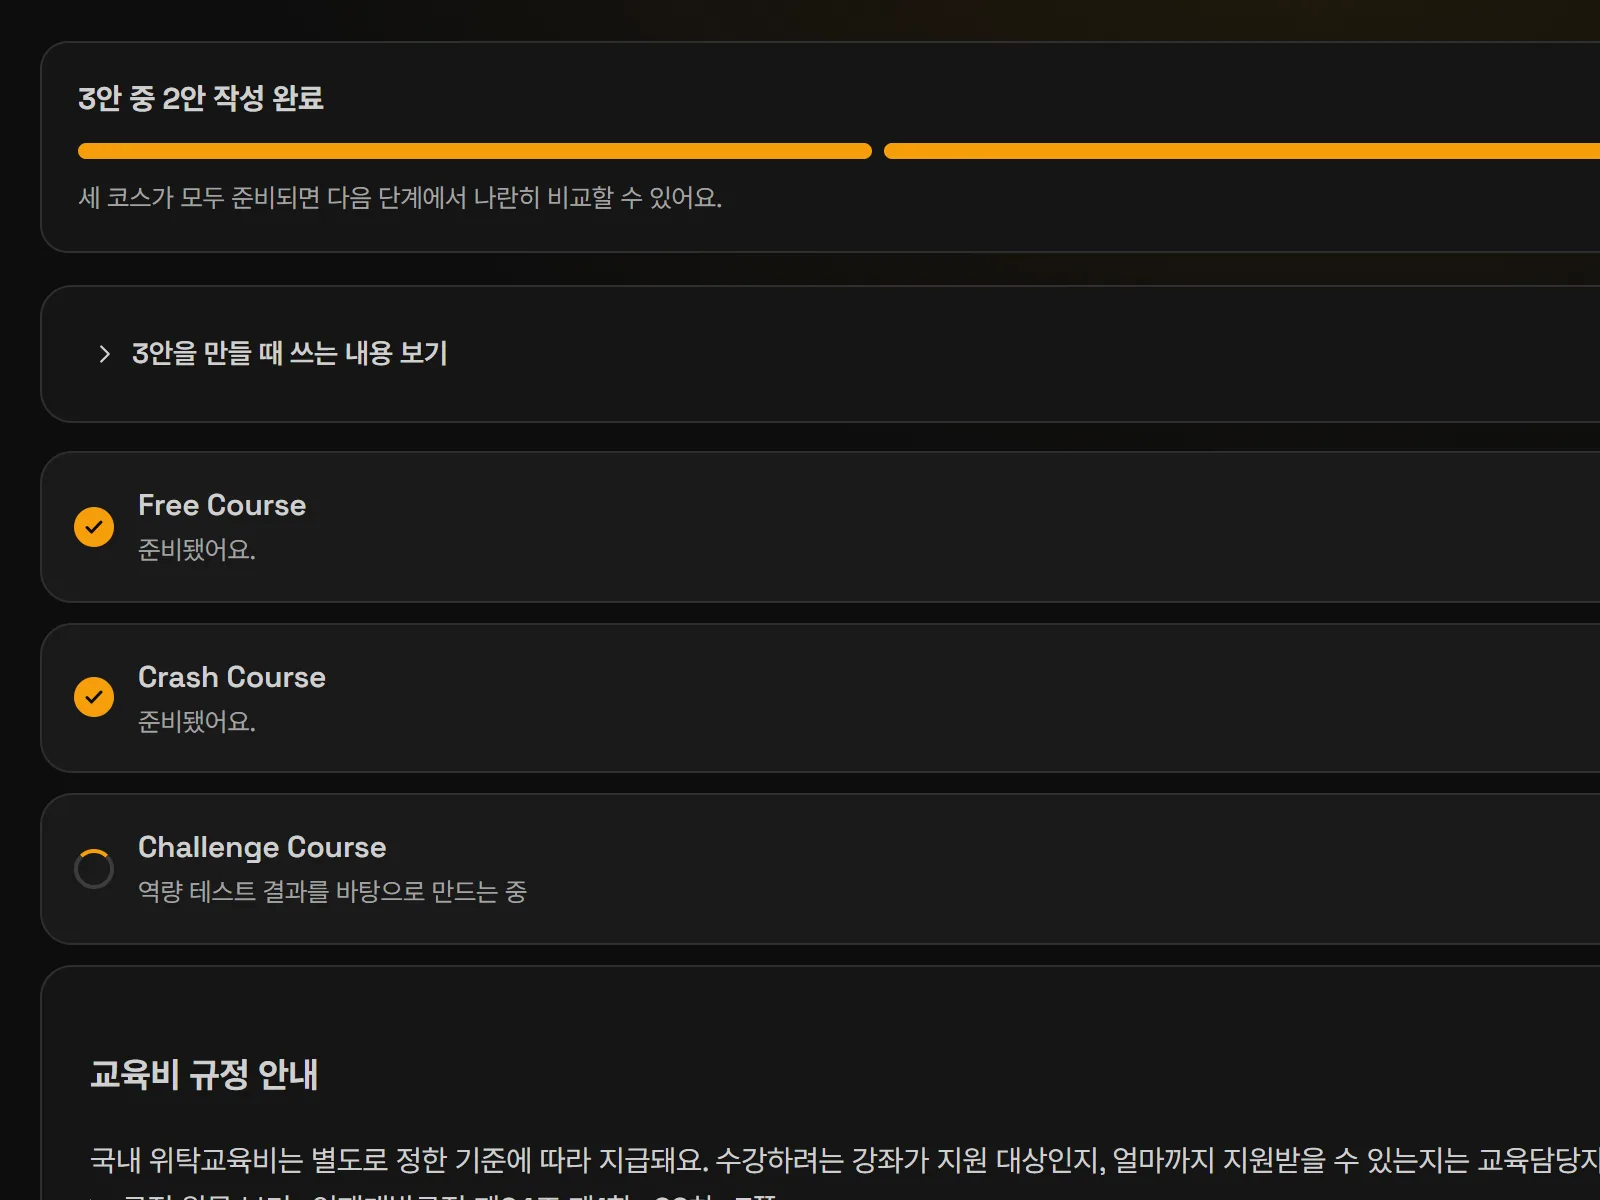 3안 중 2안 작성 완료
세 코스가 모두 준비되면 다음 단계에서 나란히 비교할 수 있어요.
3안을 만들 때 쓰는 내용 보기
Free Course
준비됐어요.
Crash Course
준비됐어요.
Challenge Course
역량 테스트 결과를 바탕으로 만드는 중
교육비 규정 안내
국내 위탁교육비는 별도로 정한 기준에 따라 지급돼요. 수강하려는 강좌가 지원 대상인지, 얼마까지 지원받을 수 있는지는 교육담당자